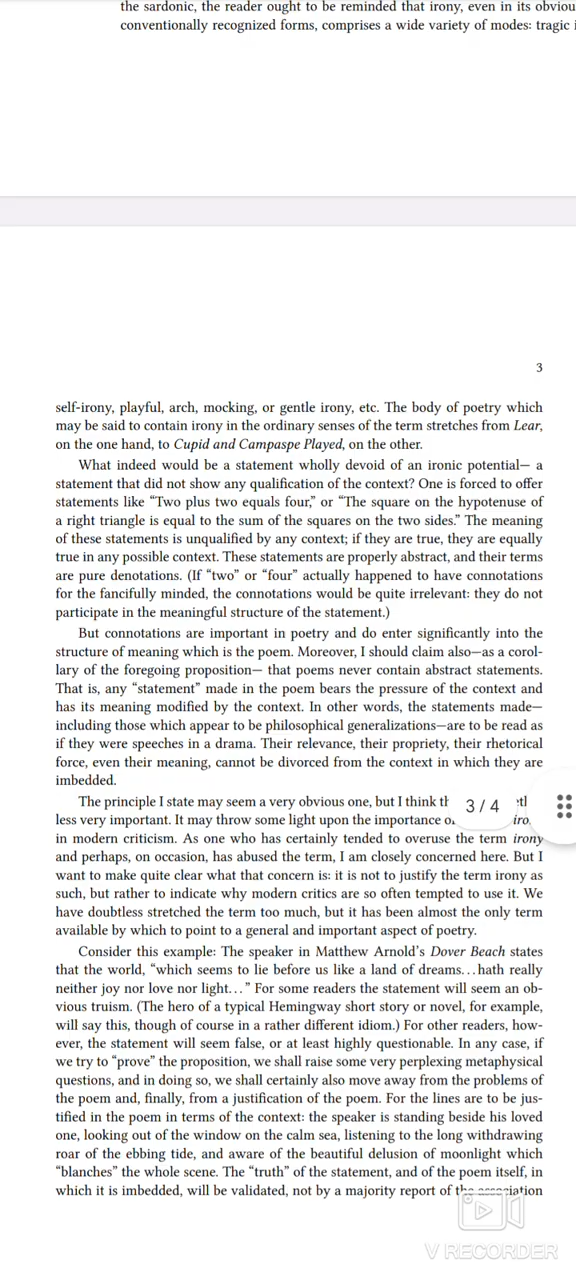 the sardonic, the reader ought to be reminded that irony, even in its obviou
conventionally recognized forms, comprises a wide variety of modes: tragic i
3
self-irony, playful, arch, mocking, or gentle irony, etc. The body of poetry which
may be said to contain irony in the ordinary senses of the term stretches from Lear,
on the one hand, to Cupid and Campaspe Played, on the other.
What indeed would be a statement wholly devoid of an ironic potential— a
statement that did not show any qualification of the context? One is forced to offer
statements like “Two plus two equals four,” or “The square on the hypotenuse of
a right triangle is equal to the sum of the squares on the two sides.” The meaning
of these statements is unqualified by any context; if they are true, they are equally
true in any possible context. These statements are properly abstract, and their terms
are pure denotations. (If “two” or “four” actually happened to have connotations
for the fancifully minded, the connotations would be quite irrelevant: they do not
participate in the meaningful structure of the statement.)
But connotations are important in poetry and do enter significantly into the
structure of meaning which is the poem. Moreover, I should claim also—as a corol-
lary of the foregoing proposition— that poems never contain abstract statements.
That is, any “statement” made in the poem bears the pressure of the context and
has its meaning modified by the context. In other words, the statements made—
including those which appear to be philosophical generalizations—are to be read as
if they were speeches in a drama. Their relevance, their propriety, their rhetorical
force, even their meaning, cannot be divorced from the context in which they are
imbedded.
The principle I state may seem a very obvious one, but I think 3 / 4
less very important. It may throw some light upon the importance
in modern criticism. As one who has certainly tended to overuse the term irony
and perhaps, on occasion, has abused the term, I am closely concerned here. But I
want to make quite clear what that concern is: it is not to justify the term irony as
such, but rather to indicate why modern critics are so often tempted to use it. We
have doubtless stretched the term too much, but it has been almost the only term
available by which to point to a general and important aspect of poetry.
Consider this example: The speaker in Matthew Arnold’s Dover Beach states
that the world, “which seems to lie before us like a land of dreams…hath really
neither joy nor love nor light…” For some readers the statement will seem an ob-
vious truism. (The hero of a typical Hemingway short story or novel, for example,
will say this, though of course in a rather different idiom.) For other readers, how-
ever, the statement will seem false, or at least highly questionable. In any case, if
we try to “prove” the proposition, we shall raise some very perplexing metaphysical
questions, and in doing so, we shall certainly also move away from the problems of
the poem and, finally, from a justification of the poem. For the lines are to be jus-
tified in the poem in terms of the context: the speaker is standing beside his loved
one, looking out of the window on the calm sea, listening to the long withdrawing
roar of the ebbing tide, and aware of the beautiful delusion of moonlight which
“blanches” the whole scene. The “truth” of the statement, and of the poem itself, in
which it is imbedded, will be validated, not by a majority report of the association
V RECORDER